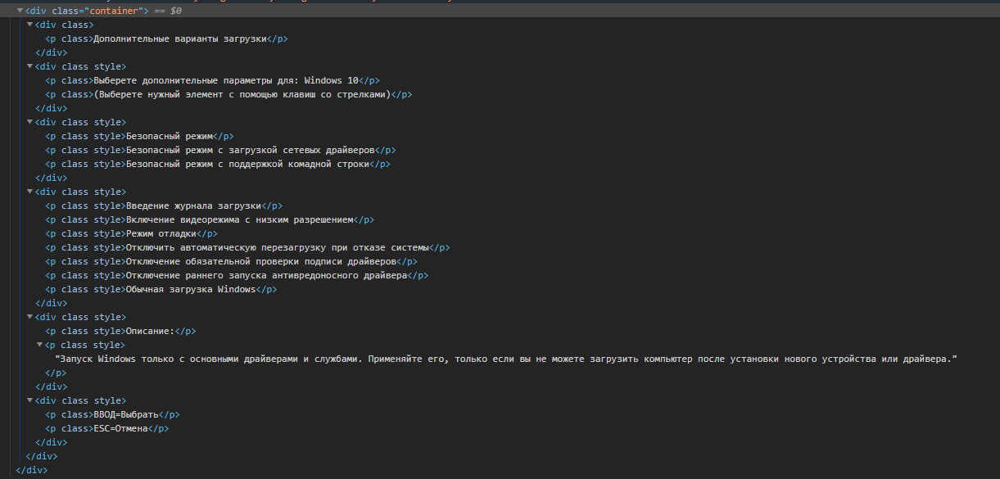 <div class="container"> == $0
<div class>
<p class>Дополнительные варианты загрузки</p>
</div>
<div class style>
<p class>Выберете дополнительные параметры для: Windows 10</p>
<p class>(Выберете нужный элемент с помощью клавиш со стрелками)</p>
</div>
<div class style>
<p class style>Безопасный режим</p>
<p class style>Безопасный режим с загрузкой сетевых драйверов</p>
<p class style>Безопасный режим с поддержкой комадной строки</p>
</div>
<div class style>
<p class style>Введение журнала загрузки</p>
<p class style>Включение видеорежима с низким разрешением</p>
<p class style>Режим отладки</p>
<p class style>Отключить автоматическую перезагрузку при отказе системы</p>
<p class style>Отключение обязательной проверки подписи драйверов</p>
<p class style>Отключение раннего запуска антивредоносного драйвера</p>
<p class style>Обычная загрузка Windows</p>
</div>
<div class style>
<p class style>Описание:</p>
<p class style>
"Запуск Windows только с основными драйверами и службами. Применяйте его, только если вы не можете загрузить компьютер после установки нового устройства или драйвера."
</p>
</div>
<div class style>
<p class>ВВОД=Выбрать</p>
<p class>ESC=Отмена</p>
</div>
</div>
</div>